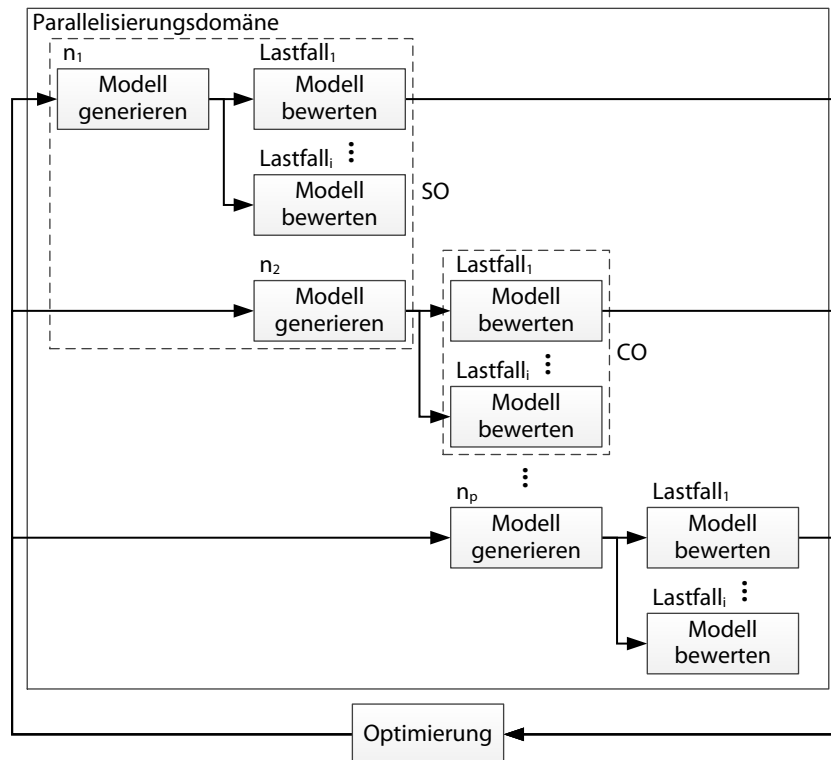 Parallelisierungsdomäne
n₁
Lastfall₁
Modell
generieren
Modell
bewerten
Lastfallᵢ
Modell
bewerten
SO
n₂
Lastfall₁
Modell
generieren
Modell
bewerten
Lastfallᵢ
CO
Modell
bewerten
nₚ
Lastfall₁
Modell
generieren
Modell
bewerten
Lastfallᵢ
Modell
bewerten
Optimierung